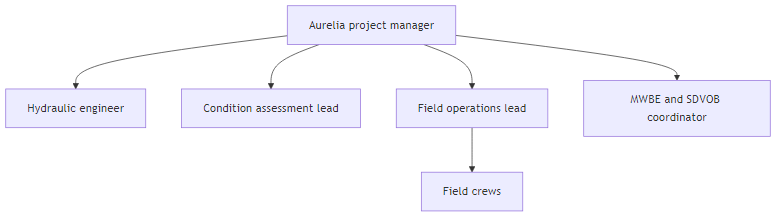 Aurelia project manager
Hydraulic engineer
Condition assessment lead
Field operations lead
MWBE and SDVOB
coordinator
Field crews